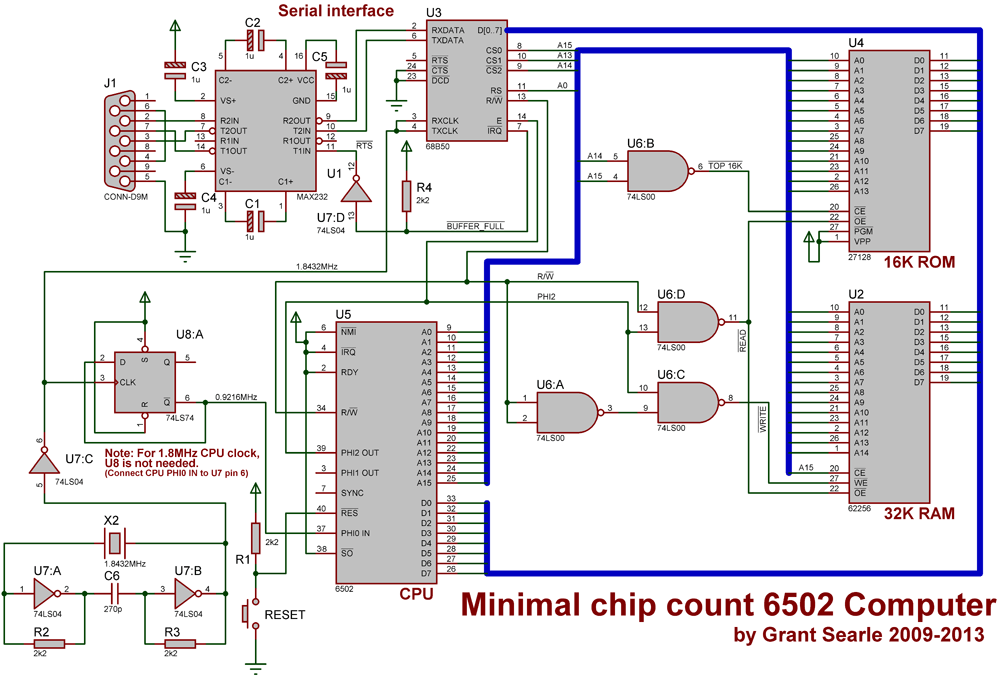 Serial interface
J1
1
6
2
7
3
8
4
9
5
CONN-D9M
C3
1u
C2
1u
5
4
16
C5
1u
C2-
C2+
VCC
2
VS+
GND
15
8
R2IN
R2OUT
9
7
T2OUT
T2IN
10
13
R1IN
R1OUT
12
14
T1OUT
T1IN
11
6
VS-
C1-
C1+
3
1
MAX232
C4
1u
C1
1u
U1
RTS
12
13
U7:D
74LS04
R4
2k2
BUFFER_FULL
U3
2
RXDATA
D[0..7]
6
TXDATA
CS0
8
A15
5
RTS
CS1
10
A13
24
CTS
CS2
9
A14
23
DCD
RS
11
A0
R/W
13
3
RXCLK
E
14
4
TXCLK
IRQ
7
68B50
1.8432MHz
U8:A
4
2
D
S
Q
5
3
CLK
R
Q
6
1
74LS74
0.9216MHz
Note: For 1.8MHz CPU clock,
U8 is not needed.
(Connect CPU PHI0 IN to U7 pin 6)
6
U7:C
74LS04
5
X2
1.8432MHz
U7:A
1
2
74LS04
C6
270p
U7:B
3
4
74LS04
R2
2k2
R3
2k2
R1
2k2
RESET
U5
6
NMI
4
IRQ
2
RDY
34
R/W
39
PHI2 OUT
3
PHI1 OUT
7
SYNC
40
RES
37
PHI0 IN
38
SO
A0
9
A1
10
A2
11
A3
12
A4
13
A5
14
A6
15
A7
16
A8
17
A9
18
A10
19
A11
20
A12
22
A13
23
A14
24
A15
25
D0
33
D1
32
D2
31
D3
30
D4
29
D5
28
D6
27
D7
26
6502
CPU
R/W
PHI2
U6:B
A14
5
A15
4
6
TOP 16K
74LS00
U6:D
12
13
11
74LS00
READ
U6:A
1
2
3
74LS00
U6:C
10
9
8
74LS00
WRITE
U4
10
A0
D0
11
9
A1
D1
12
8
A2
D2
13
7
A3
D3
15
6
A4
D4
16
5
A5
D5
17
4
A6
D6
18
3
A7
D7
19
25
A8
24
A9
21
A10
23
A11
2
A12
26
A13
20
CE
22
OE
27
PGM
1
VPP
27128
16K ROM
U2
10
A0
D0
11
9
A1
D1
12
8
A2
D2
13
7
A3
D3
15
6
A4
D4
16
5
A5
D5
17
4
A6
D6
18
3
A7
D7
19
25
A8
24
A9
21
A10
23
A11
2
A12
26
A13
1
A14
A15
20
CE
27
WE
22
OE
62256
32K RAM
Minimal chip count 6502 Computer
by Grant Searle 2009-2013